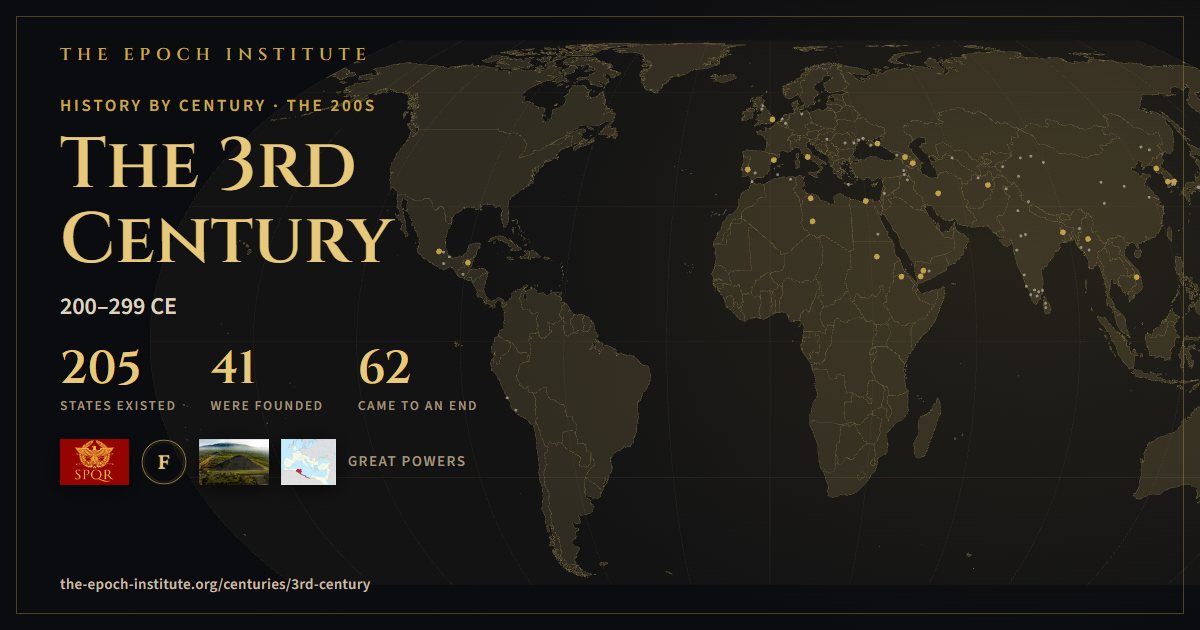 THE EPOCH INSTITUTE
HISTORY BY CENTURY · THE 200S
THE 3RD
CENTURY
200–299 CE
205 41 62
STATES EXISTED WERE FOUNDED CAME TO AN END
SPQR F GREAT POWERS
the-epoch-institute.org/centuries/3rd-century